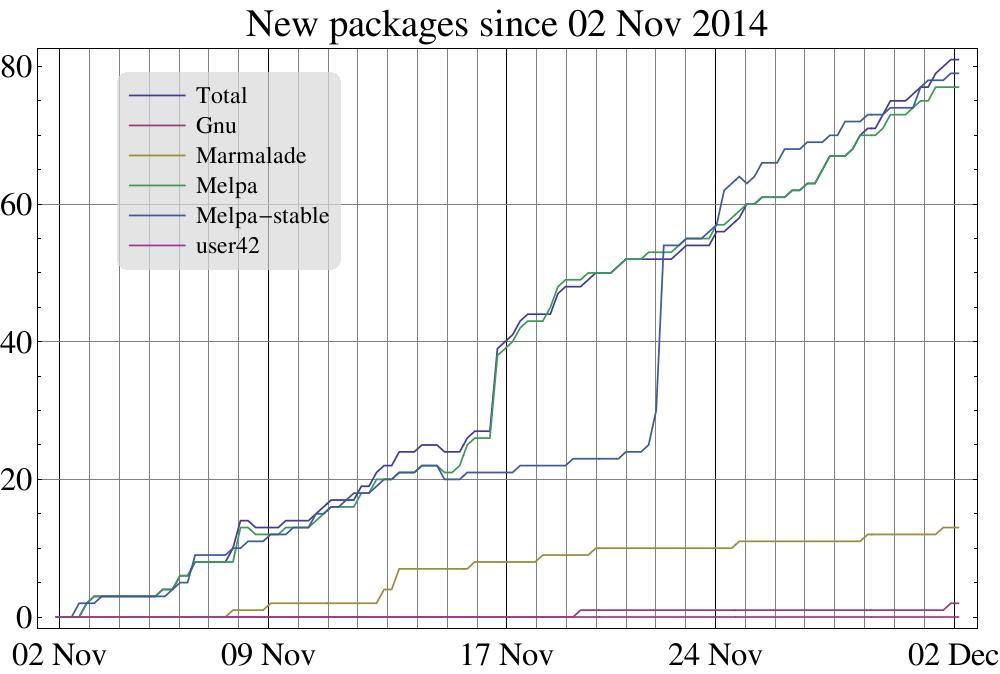 New packages since 02 Nov 2014
80
60
40
20
0
Total
Gnu
Marmalade
Melpa
Melpa-stable
user42
02 Nov 09 Nov 17 Nov 24 Nov 02 Dec